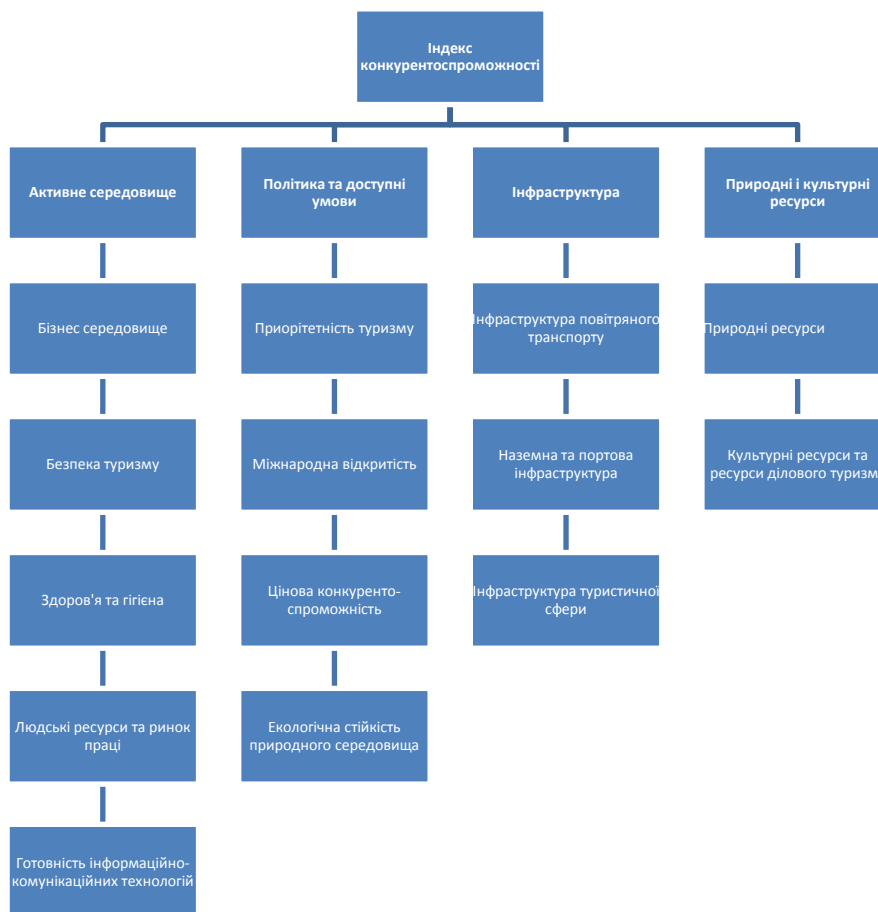 Індекс
конкурентоспроможності
Активне середовище
Політика та доступні
умови
Інфраструктура
Природні і культурні
ресурси
Бізнес середовище
Приорітетність туризму
Інфраструктура повітряного
транспорту
Природні ресурси
Безпека туризму
Міжнародна відкритість
Наземна та портова
інфраструктура
Культурні ресурси та
ресурси ділового туризм
Здоров'я та гігієна
Цінова конкуренто-
спроможність
Інфраструктура туристичної
сфери
Людські ресурси та ринок
праці
Екологічна стійкість
природного середовища
Готовність інформаційно-
комунікаційних технологій